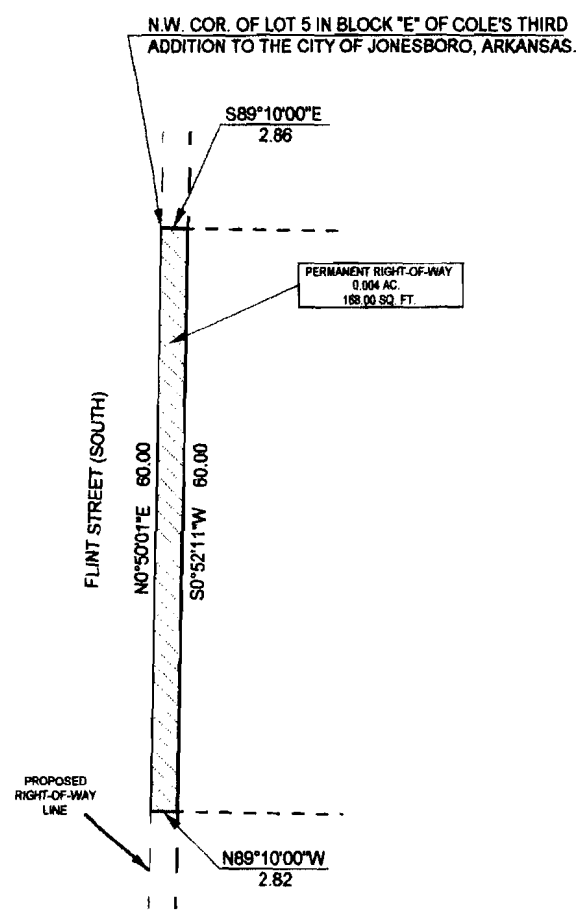 N.W. COR. OF LOT 5 IN BLOCK "E" OF COLE'S THIRD
ADDITION TO THE CITY OF JONESBORO, ARKANSAS.
S89°10'00"E
2.86
PERMANENT RIGHT-OF-WAY
0.004 AC.
168.00 SQ. FT.
FLINT STREET (SOUTH)
N0°50'01"E 60.00
S0°52'11"W 60.00
PROPOSED
RIGHT-OF-WAY
LINE
N89°10'00"W
2.82